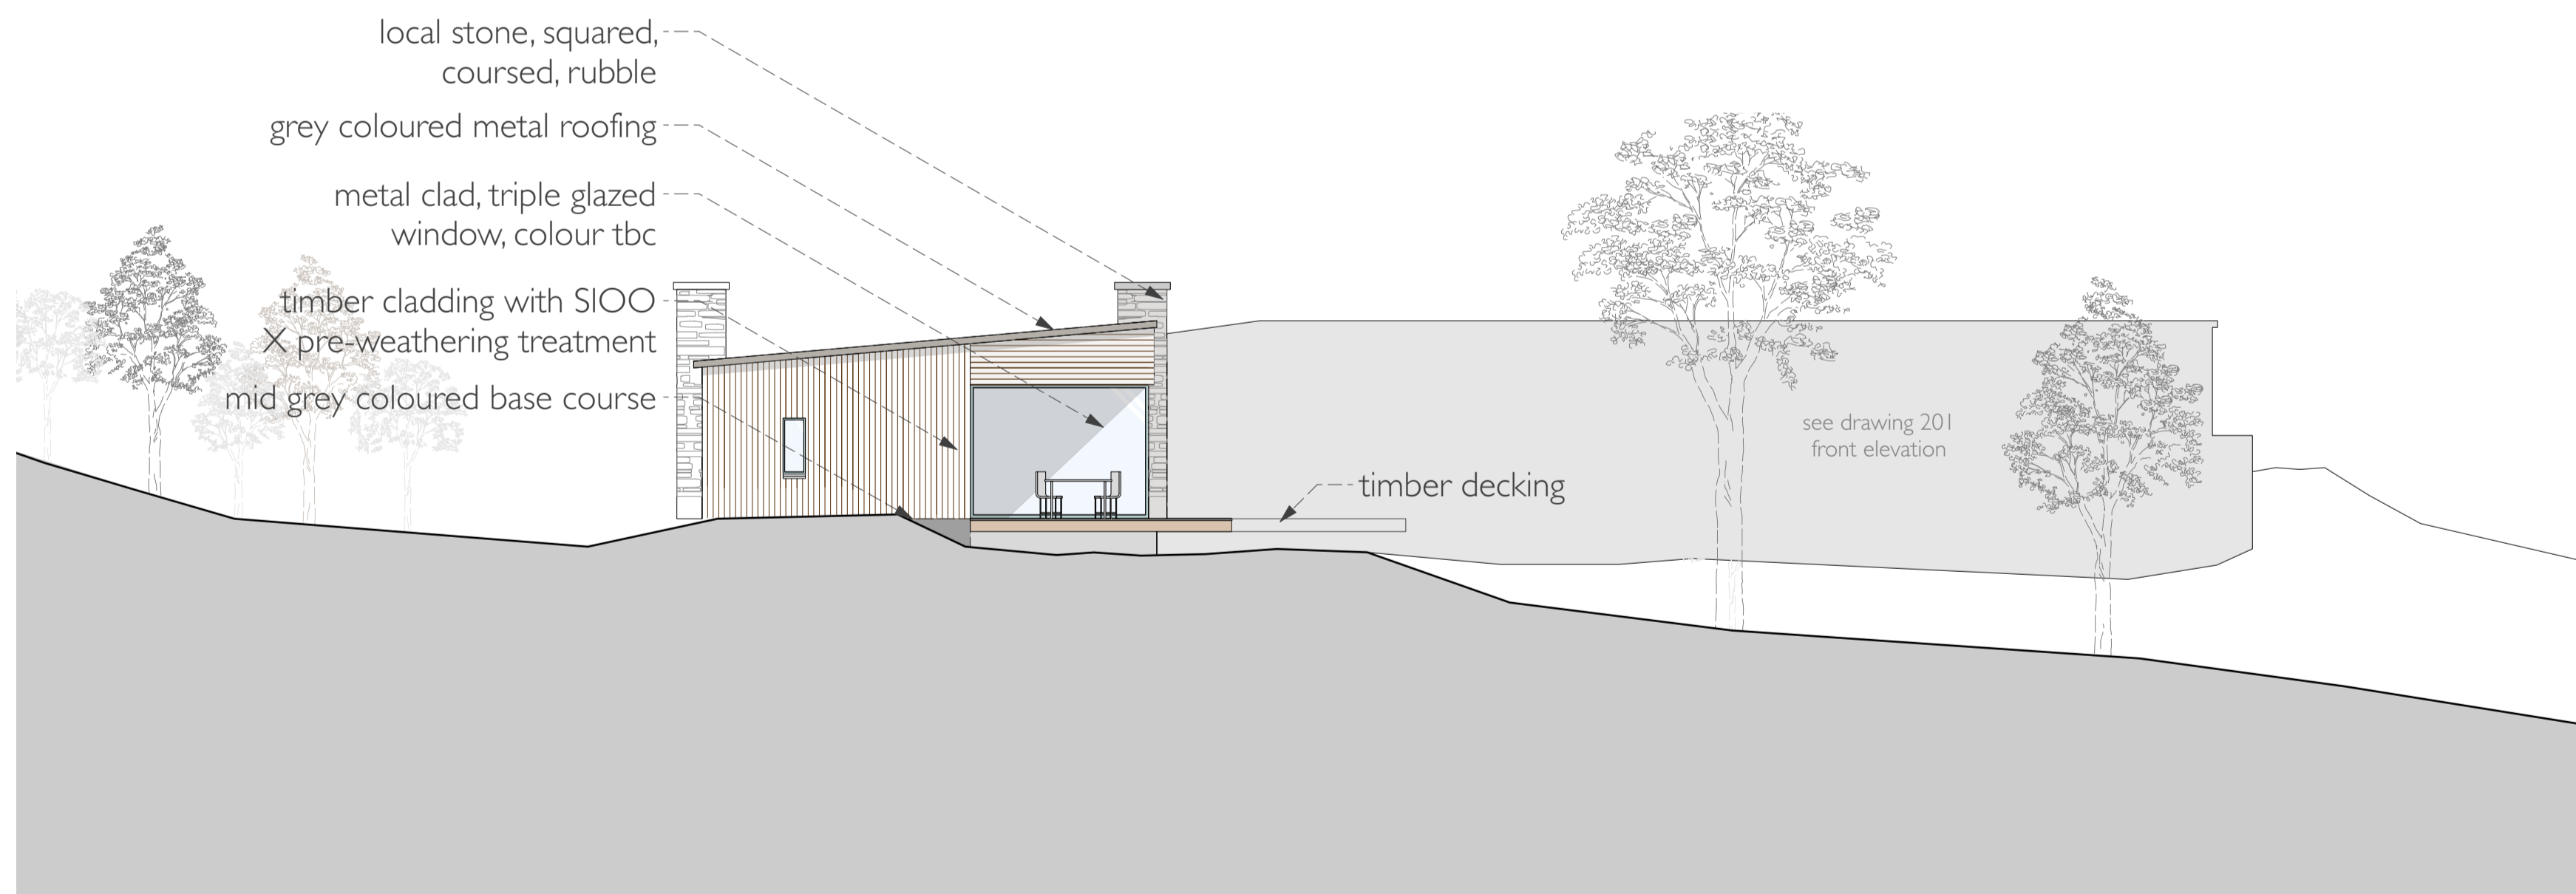 local stone, squared,
coursed, rubble
grey coloured metal roofing
metal clad, triple glazed
window, colour tbc
timber cladding with SIOO
X pre-weathering treatment
mid grey coloured base course
see drawing 201
front elevation
timber decking